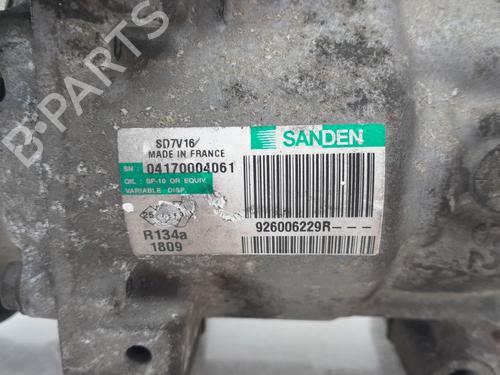 SD7V16
MADE IN FRANCE
SANDEN
SN : 04170004061
OIL : SP-10 OR EQUIV.
VARIABLE DISP.
R134a
1809
926006229R---
B-PARTS